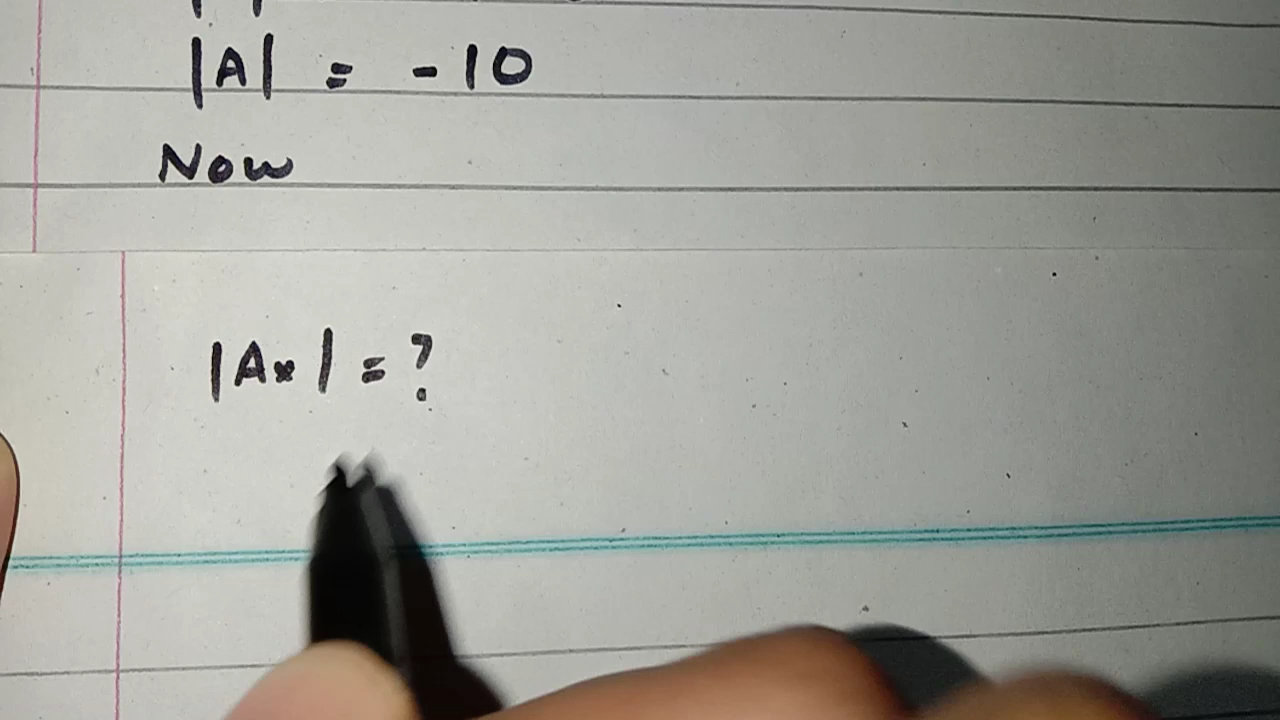 |A| = -10
Now
|Ax| = ?